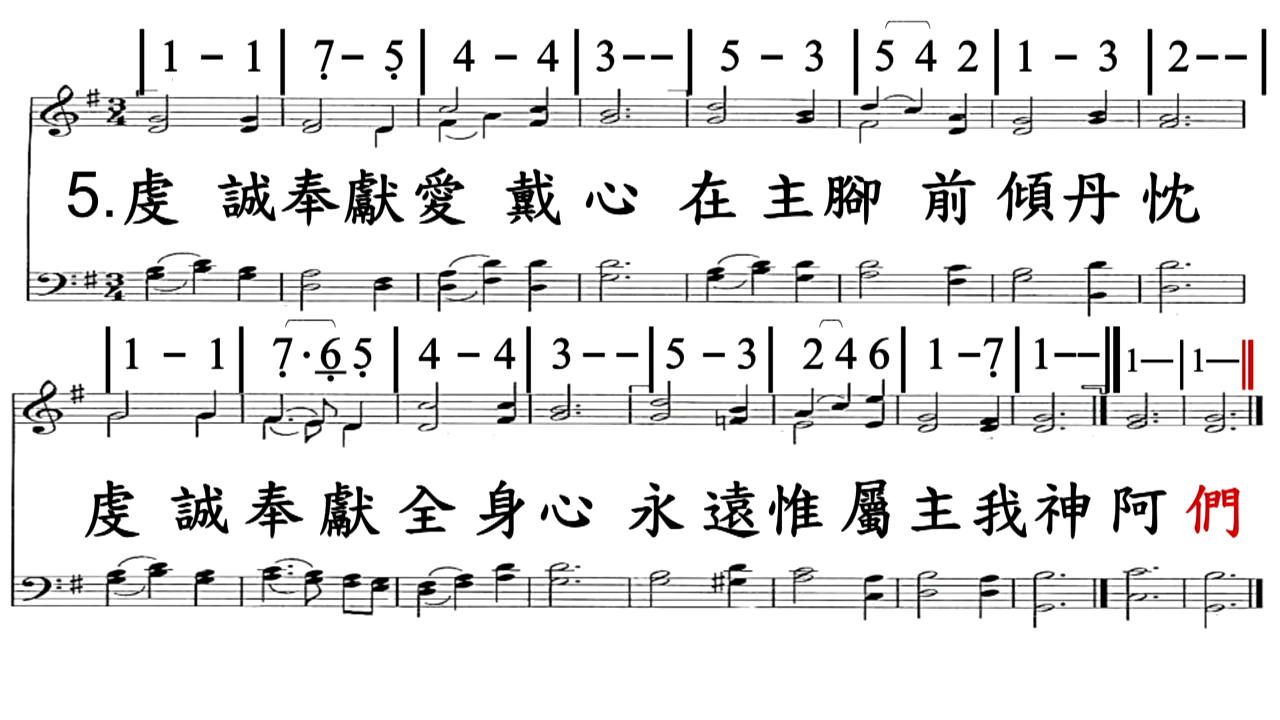 | 1 – 1 | 7̣ – 5̣ | 4 – 4 | 3 – – | 5 – 3 | 5 4 2 | 1 – 3 | 2 – – |
5.虔 誠奉獻愛 戴 心 在 主腳 前 傾丹 忱
| 1 – 1 | 7̣ · 6̣ 5̣ | 4 – 4 | 3 – – | 5 – 3 | 2 4 6 | 1 – 7̣ | 1 – – || 1 — | 1 — ||
虔 誠 奉 獻 全 身 心 永 遠 惟 屬 主 我 神 阿 們